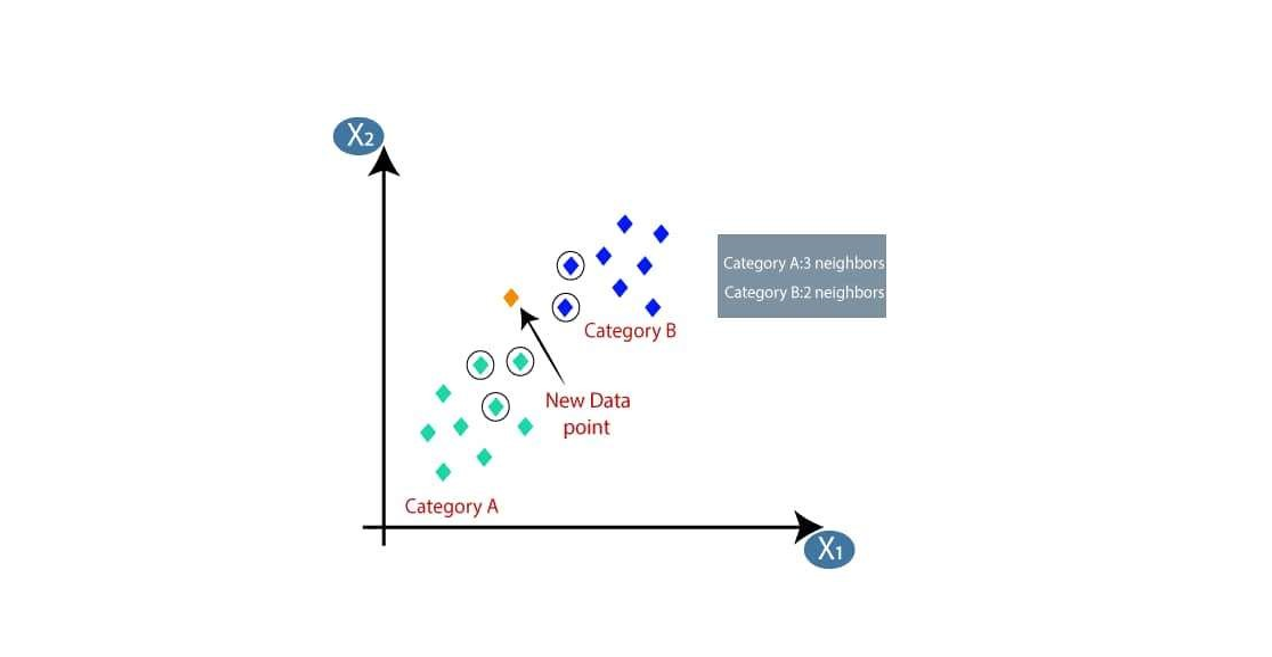 X2
Category A:3 neighbors
Category B:2 neighbors
Category B
New Data
point
Category A
X1